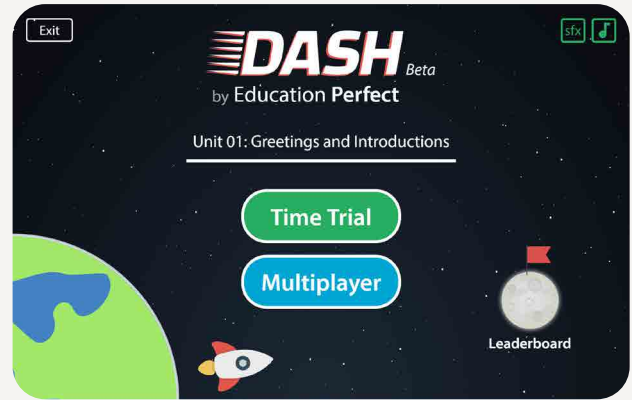 Exit
sfx
DASH Beta
by Education Perfect
Unit 01: Greetings and Introductions
Time Trial
Multiplayer
Leaderboard